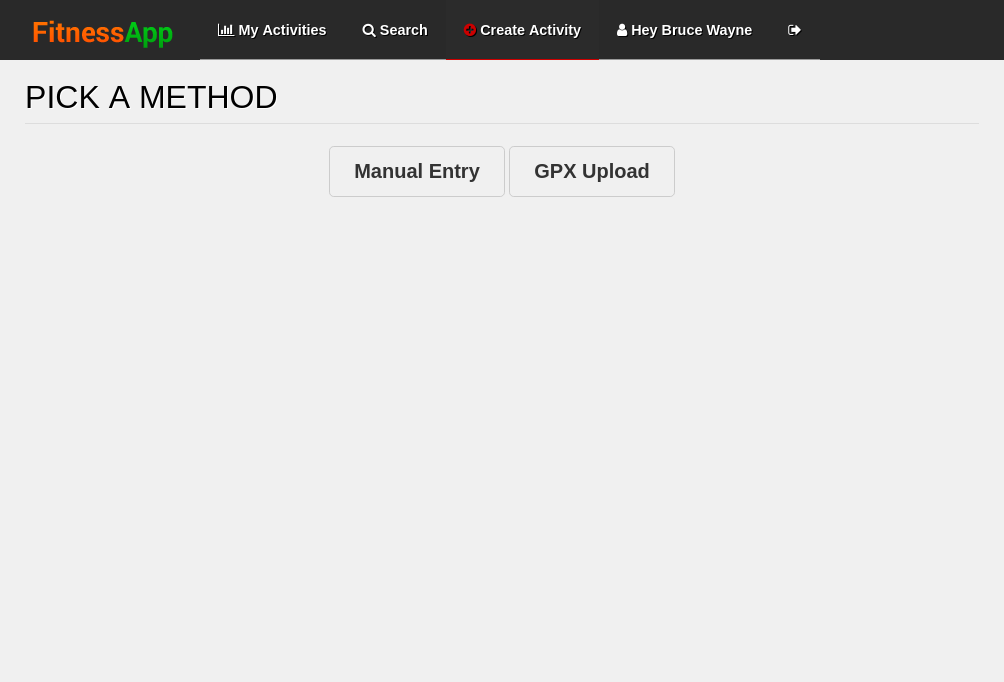 FitnessApp My Activities Search Create Activity Hey Bruce Wayne
PICK A METHOD
Manual Entry GPX Upload